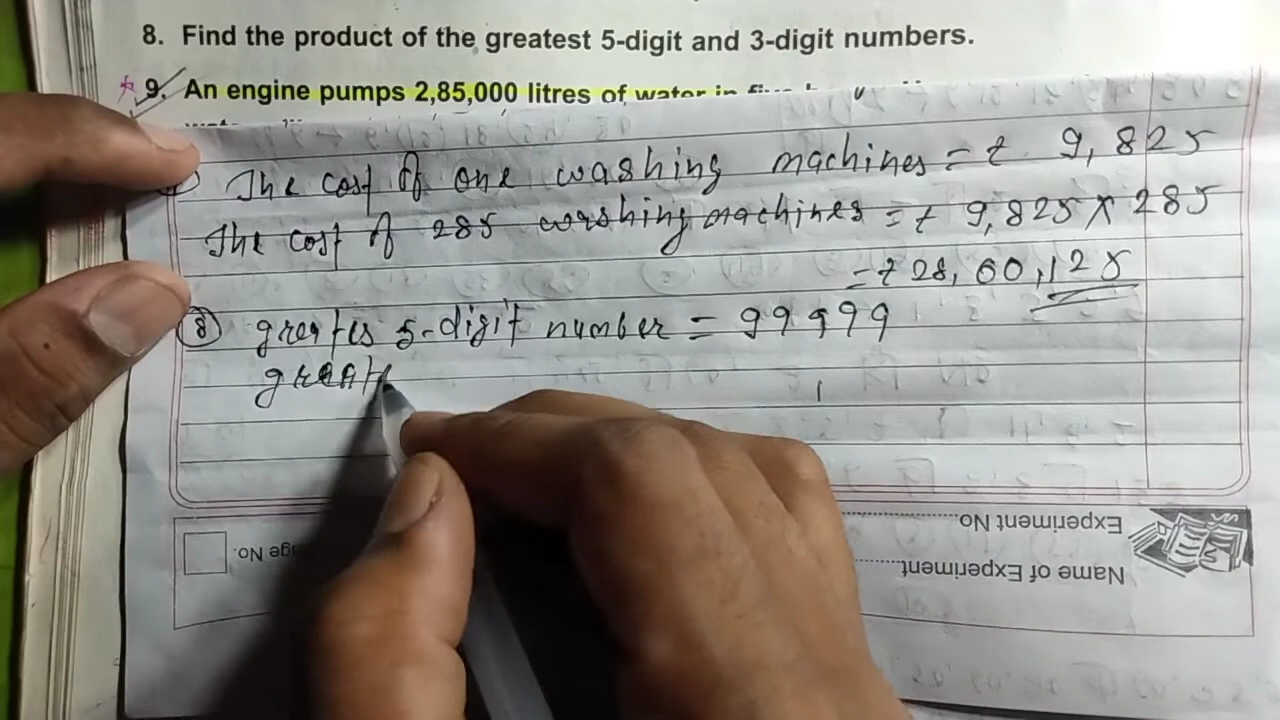 8. Find the product of the greatest 5-digit and 3-digit numbers.
9. An engine pumps 2,85,000 litres of water in
The cost of one washing machines = ₹ 9,825
The cost of 285 washing machines = ₹ 9,825 × 285
= ₹ 28,00,125
8 greates 5-digit number = 99999
greate
Experiment No.
Name of Experiment
No.